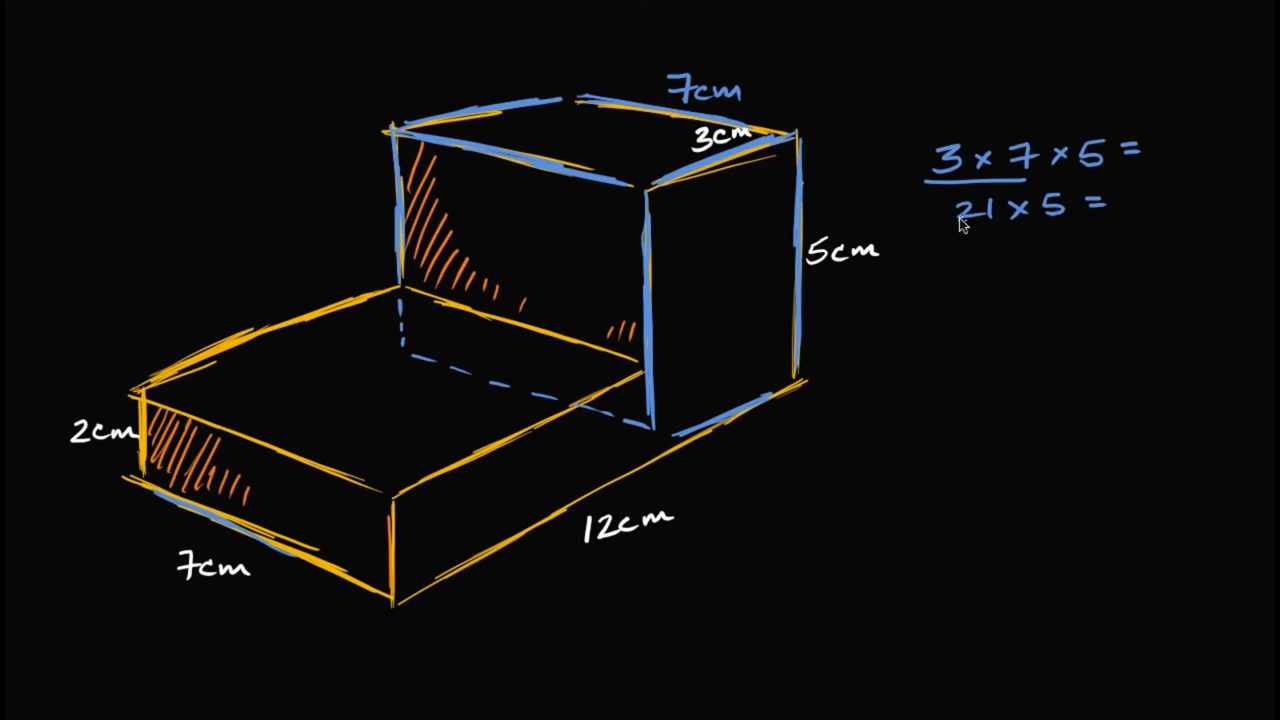 7cm
3cm
3 × 7 × 5 =
21 × 5 =
5cm
2cm
12cm
7cm